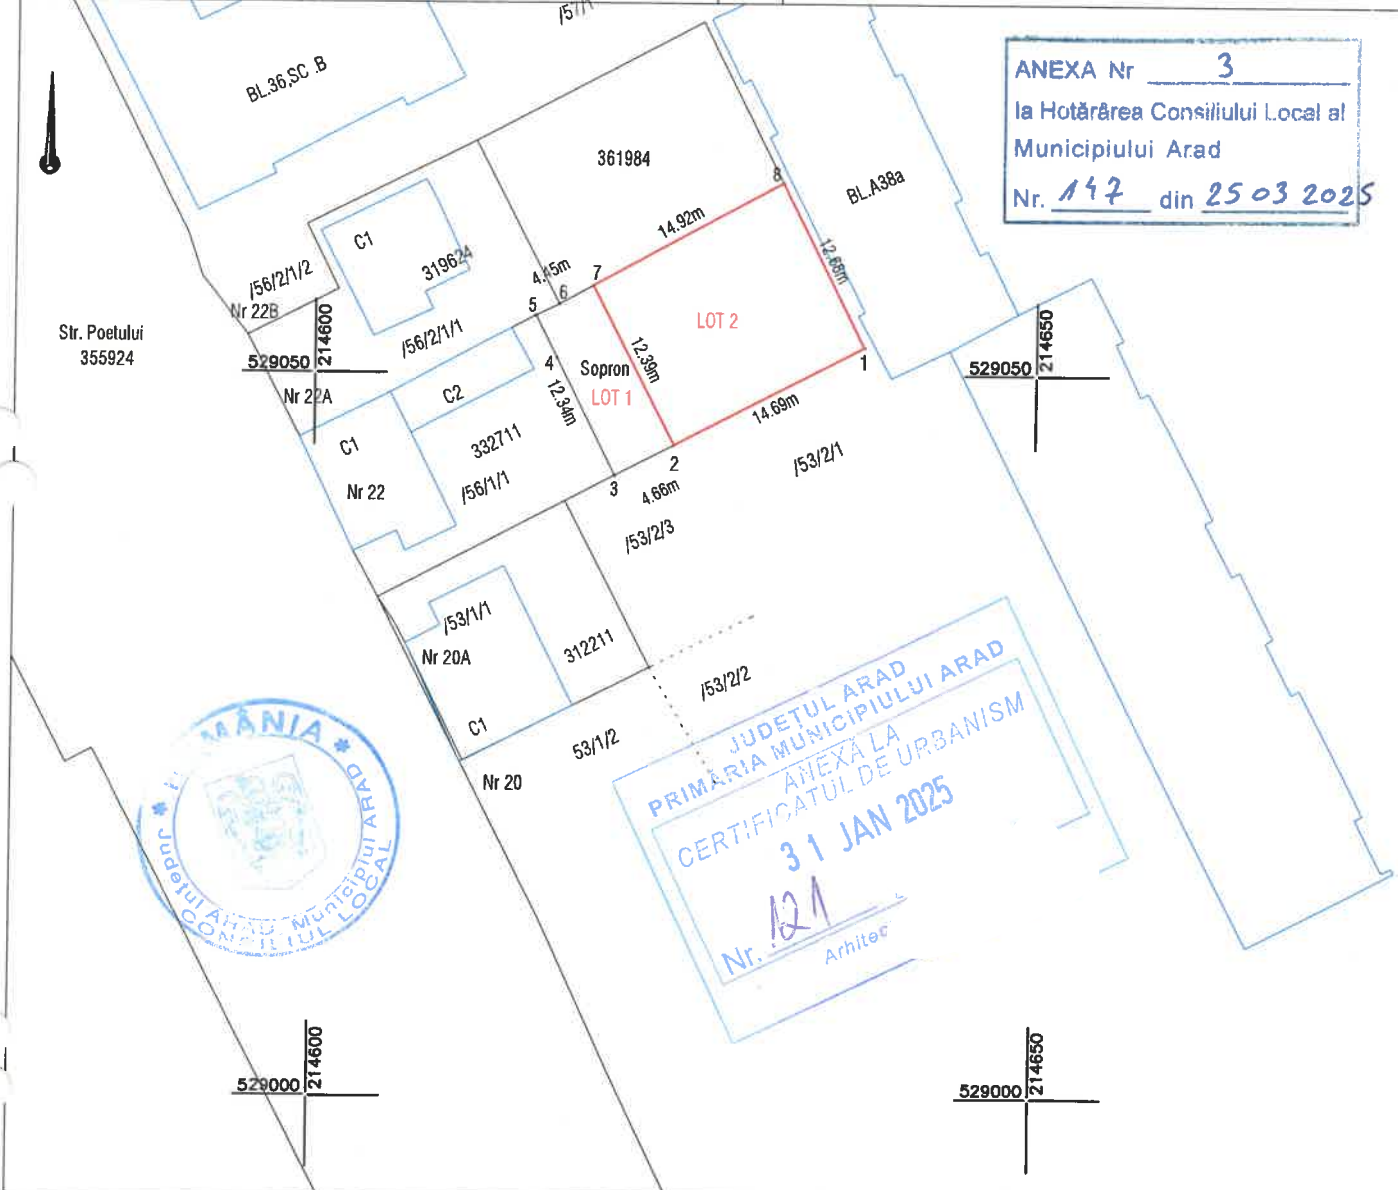 /57/1
ANEXA Nr 3
la Hotărârea Consiliului Local al
Municipiului Arad
Nr. 147 din 25 03 2025
BL.36,SC .B
361984
8
BL.A38a
C1
14.92m
319624
12.68m
/56/2/1/2
4.45m
7
6
5
Nr 22B
214600
LOT 2
214650
Str. Poetului
355924
/56/2/1/1
529050
4
12.39m
1
529050
Sopron
LOT 1
Nr 22A
C2
12.34m
14.69m
C1
332711
2
/53/2/1
Nr 22
/56/1/1
3
4.66m
/53/2/3
/53/1/1
312211
Nr 20A
/53/2/2
C1
53/1/2
Nr 20
JUDETUL ARAD
PRIMARIA MUNICIPIULUI ARAD
ANEXA LA
CERTIFICATUL DE URBANISM
31 JAN 2025
Nr. 121
Arhitec
MÂNIA
Județul ARAD Municipiul ARAD
CONSILIUL LOCAL
214600
529000
214650
529000